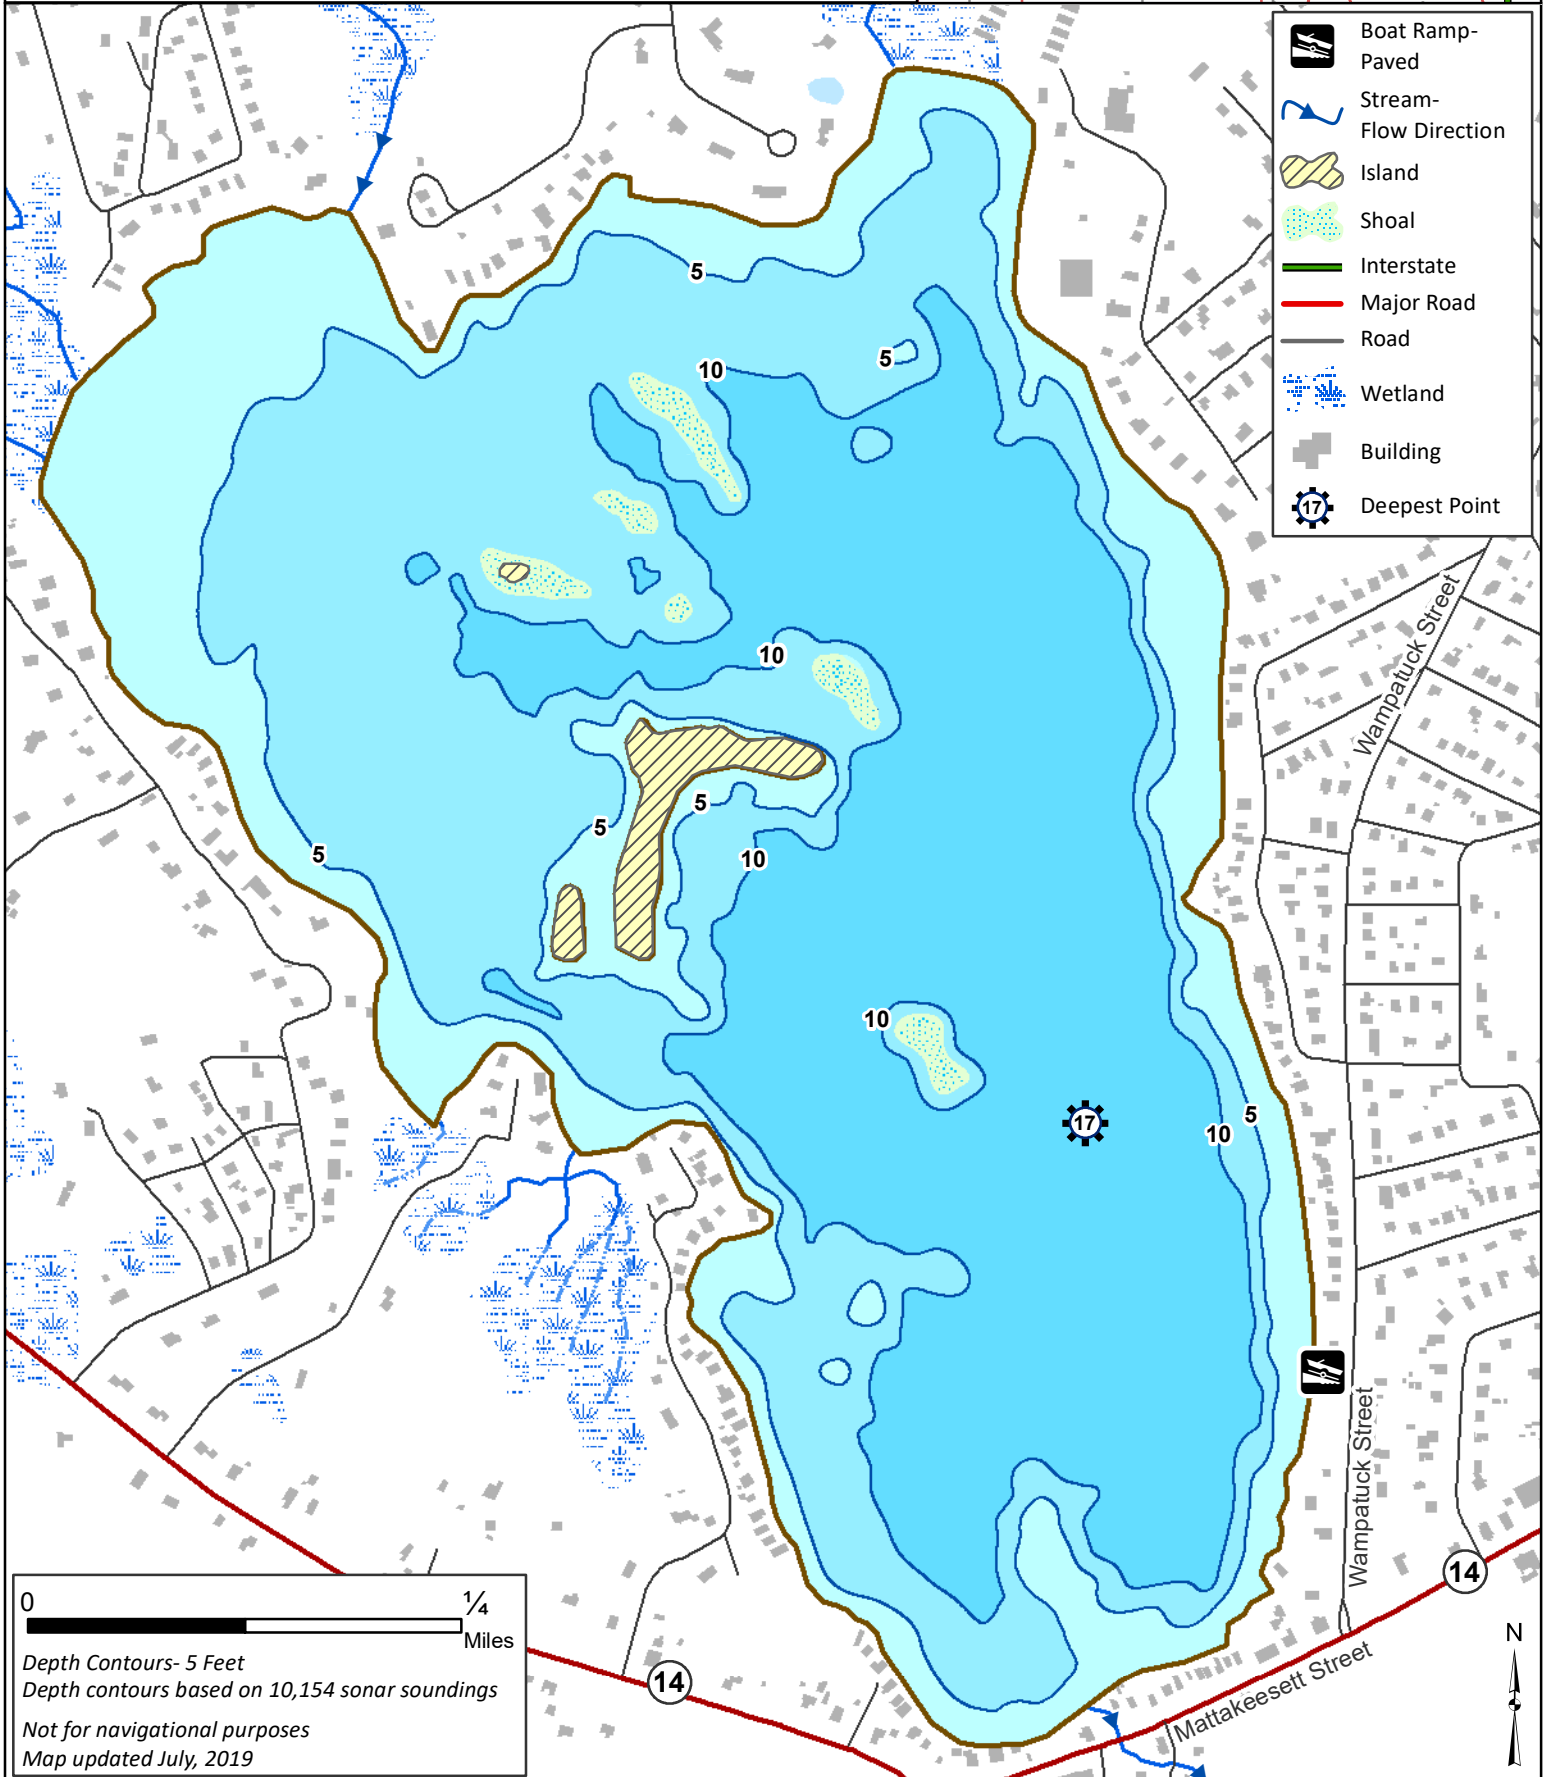 Boat Ramp-
Paved
Stream-
Flow Direction
Island
Shoal
Interstate
Major Road
Road
Wetland
Building
17
Deepest Point
5
10
5
Wampatuck Street
10
5
5
10
5
10
17
5
10
Wampatuck Street
14
Mattakeesett Street
14
N
0
¼
Miles
Depth Contours- 5 Feet
Depth contours based on 10,154 sonar soundings
Not for navigational purposes
Map updated July, 2019